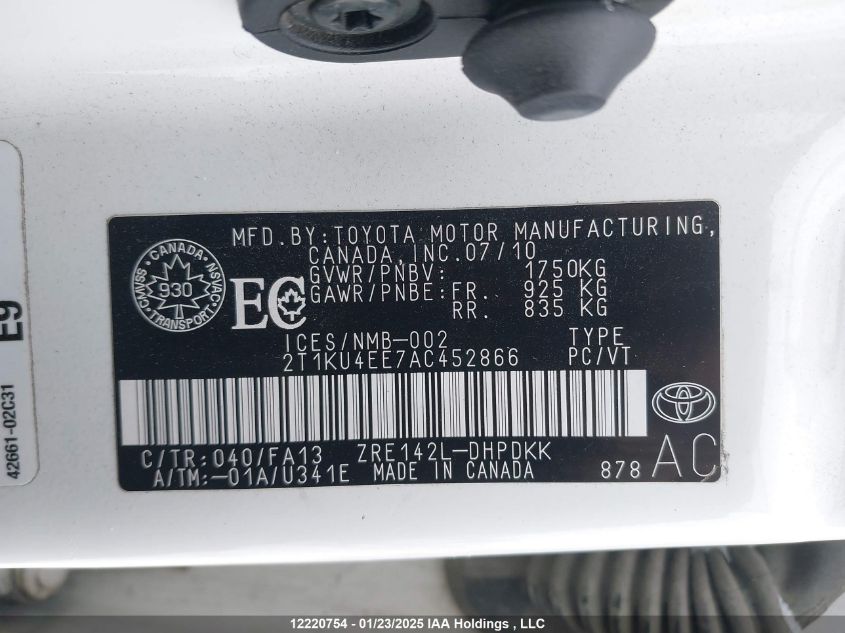 MFD.BY:TOYOTA MOTOR MANUFACTURING,
CANADA, INC.07/10
GVWR/PNBV: 1750KG
GAWR/PNBE: FR. 925 KG
RR. 835 KG
CANADA
CMVSS 930 NSVAC
TRANSPORT
EC
ICES/NMB-002 TYPE
2T1KU4EE7AC452866 PC/VT
C/TR:040/FA13 ZRE142L-DHPDKK
A/TM:-01A/U341E MADE IN CANADA 878 AC
42661-02C31 E9
12220754 - 01/23/2025 IAA Holdings , LLC